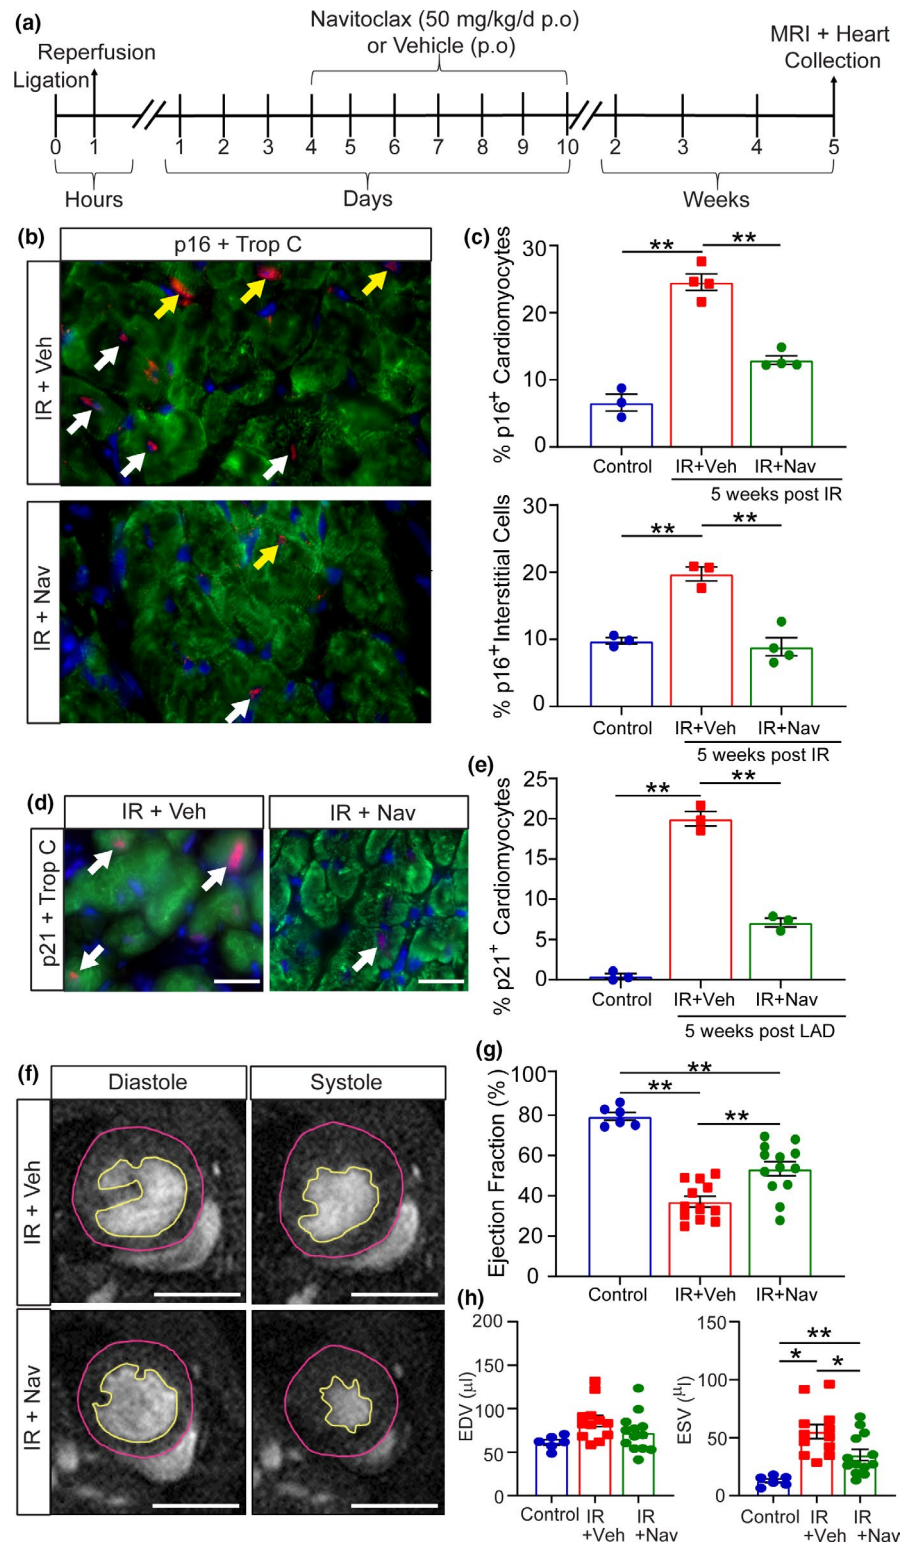 (a)
Navitoclax (50 mg/kg/d p.o)
or Vehicle (p.o)
MRI + Heart
Collection
Reperfusion
Ligation
0 1 1 2 3 4 5 6 7 8 9 10 2 3 4 5
Hours Days Weeks
(b)
p16 + Trop C
IR + Veh
IR + Nav
(c)
% p16+ Cardiomyocytes
30
20
10
0
** **
Control IR+Veh IR+Nav
5 weeks post IR
% p16+Interstitial Cells
30
20
10
0
** **
Control IR+Veh IR+Nav
5 weeks post IR
(d)
IR + Veh IR + Nav
p21 + Trop C
(e)
% p21+ Cardiomyocytes
25
20
15
10
5
0
** **
Control IR+Veh IR+Nav
5 weeks post LAD
(f)
Diastole Systole
IR + Veh
IR + Nav
(g)
Ejection Fraction (%)
100
80
60
40
20
0
**
**
**
Control IR+Veh IR+Nav
(h)
EDV (µl)
200
150
100
50
0
Control IR IR
+Veh +Nav
ESV (µl)
150
100
50
0
**
* *
Control IR IR
+Veh +Nav